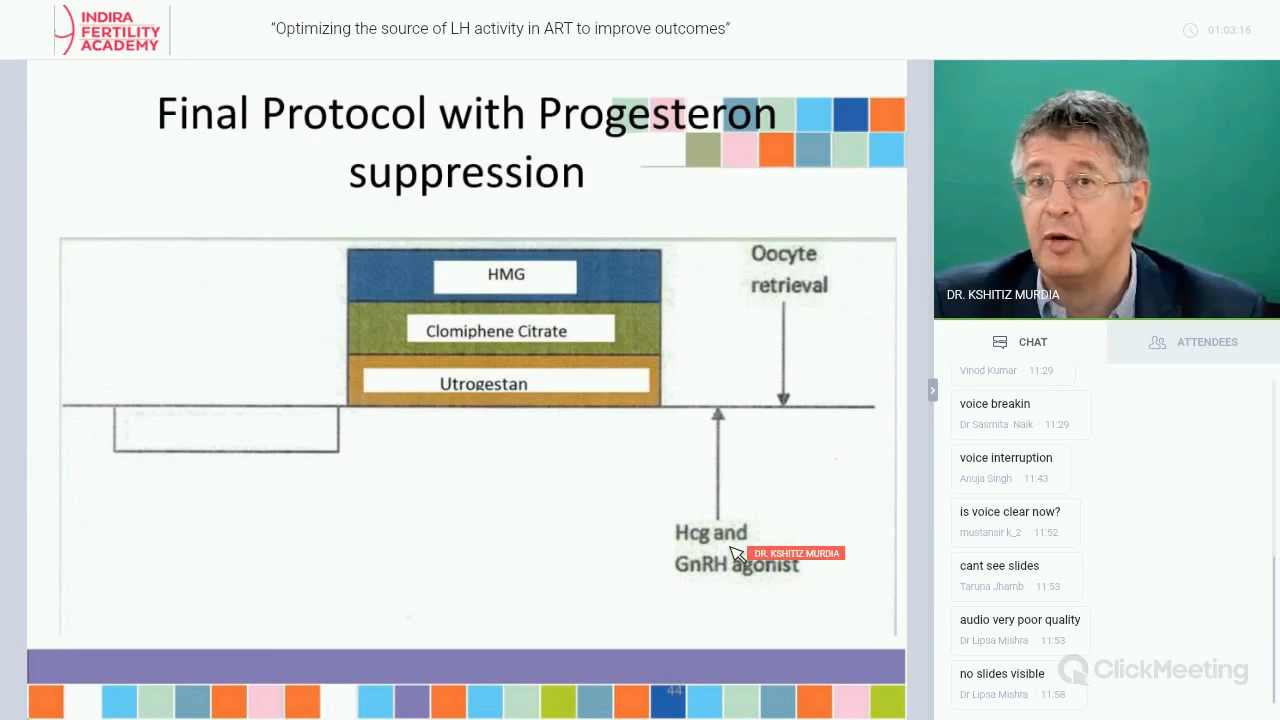 INDIRA
FERTILITY
ACADEMY
“Optimizing the source of LH activity in ART to improve outcomes”
01:03:16
Final Protocol with Progesteron
suppression
HMG
Clomiphene Citrate
Utrogestan
Oocyte
retrieval
Hcg and
GnRH agonist
DR. KSHITIZ MURDIA
44
DR. KSHITIZ MURDIA
CHAT
ATTENDEES
Vinod Kumar 11:29
voice breakin
Dr Sasmita Naik 11:29
voice interruption
Anuja Singh 11:43
is voice clear now?
mustansir k_2 11:52
cant see slides
Taruna Jhamb 11:53
audio very poor quality
Dr Lipsa Mishra 11:53
no slides visible
Dr Lipsa Mishra 11:58
ClickMeeting